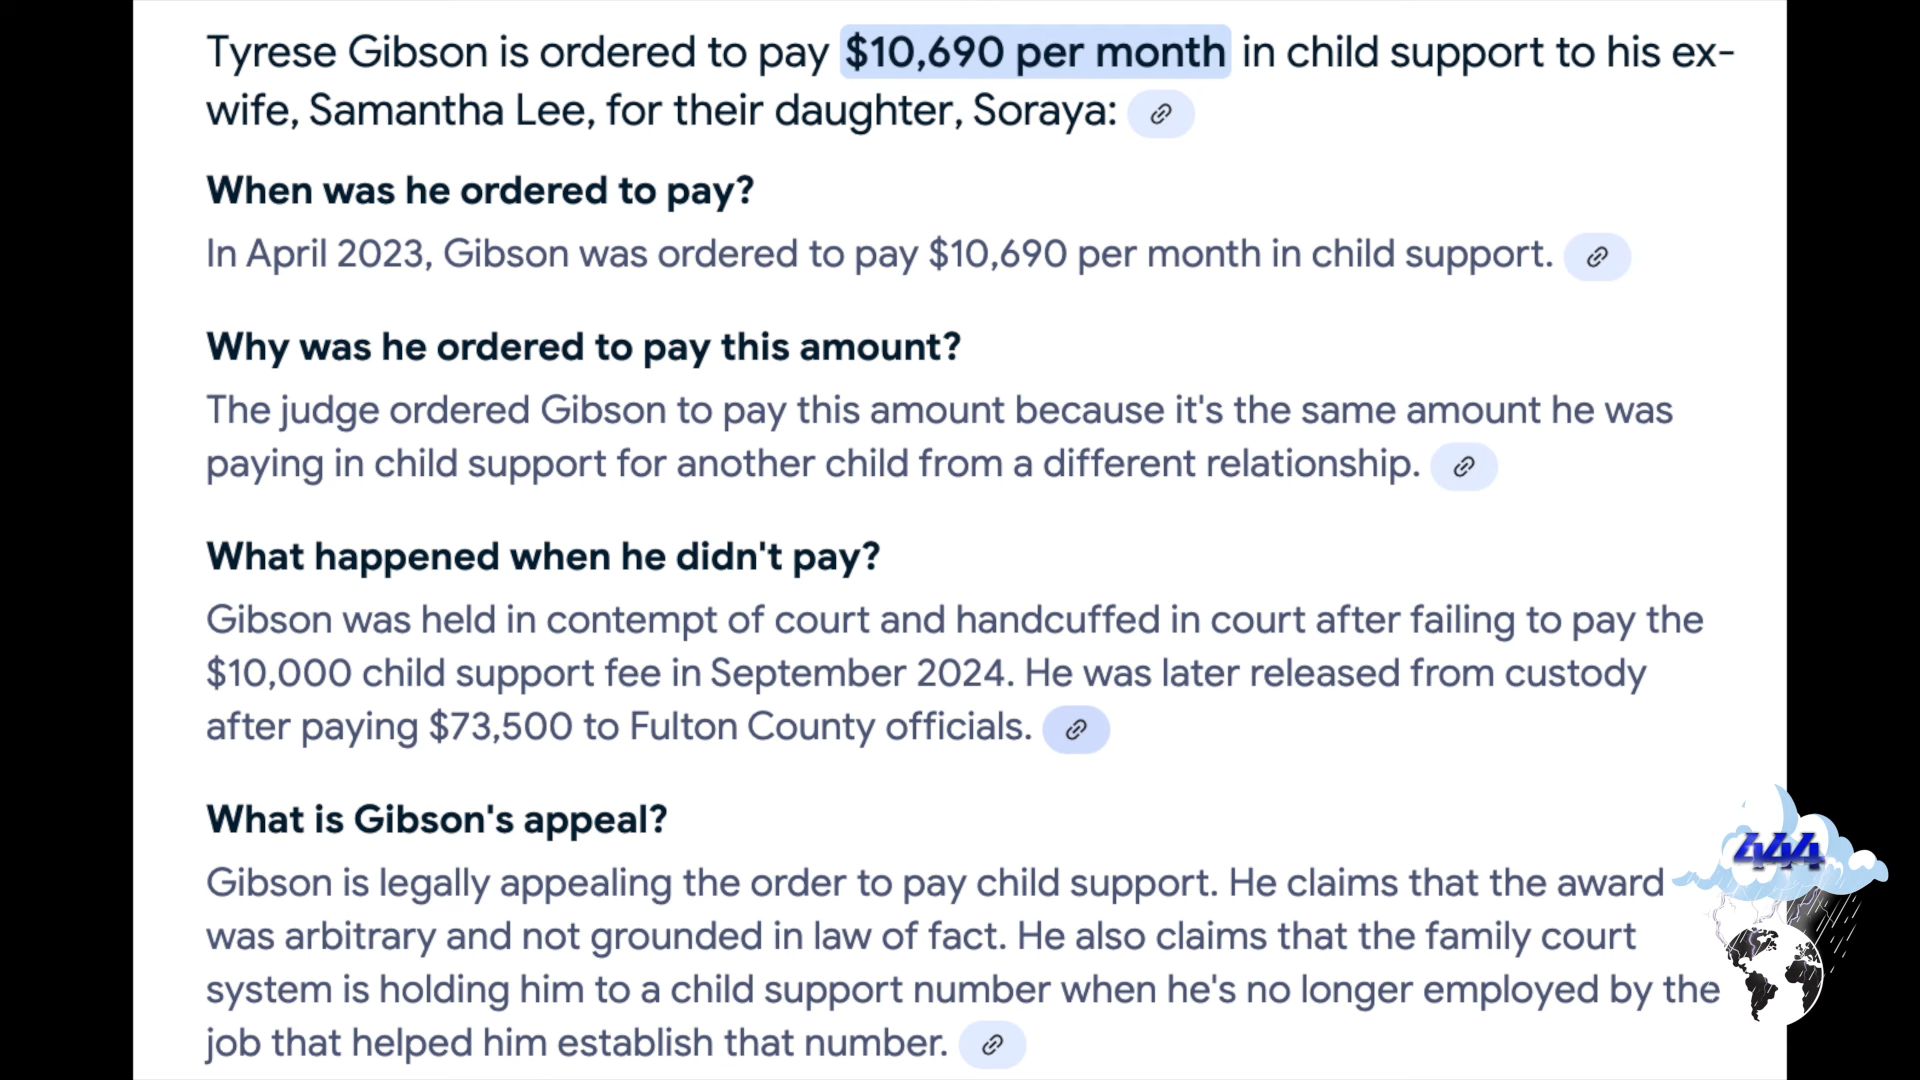 Tyrese Gibson is ordered to pay $10,690 per month in child support to his ex-
wife, Samantha Lee, for their daughter, Soraya:
When was he ordered to pay?
In April 2023, Gibson was ordered to pay $10,690 per month in child support.
Why was he ordered to pay this amount?
The judge ordered Gibson to pay this amount because it's the same amount he was
paying in child support for another child from a different relationship.
What happened when he didn't pay?
Gibson was held in contempt of court and handcuffed in court after failing to pay the
$10,000 child support fee in September 2024. He was later released from custody
after paying $73,500 to Fulton County officials.
What is Gibson's appeal?
Gibson is legally appealing the order to pay child support. He claims that the award
was arbitrary and not grounded in law of fact. He also claims that the family court
system is holding him to a child support number when he's no longer employed by the
job that helped him establish that number.
444